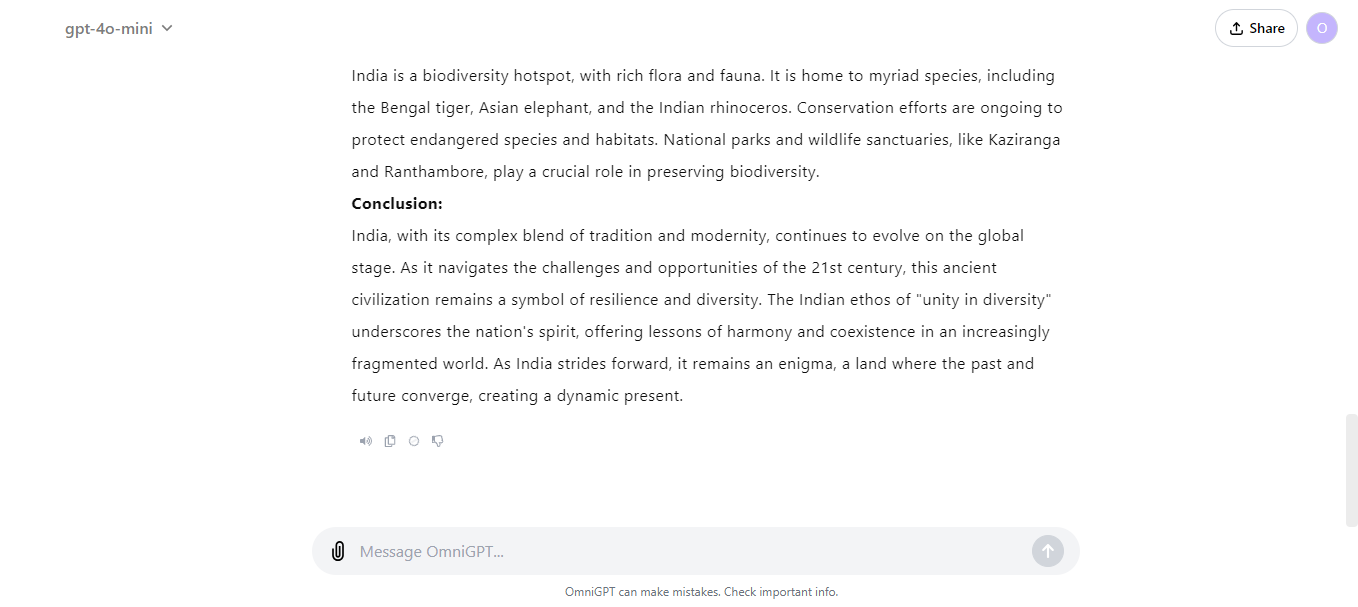 gpt-4o-mini
Share
O
India is a biodiversity hotspot, with rich flora and fauna. It is home to myriad species, including
the Bengal tiger, Asian elephant, and the Indian rhinoceros. Conservation efforts are ongoing to
protect endangered species and habitats. National parks and wildlife sanctuaries, like Kaziranga
and Ranthambore, play a crucial role in preserving biodiversity.
Conclusion:
India, with its complex blend of tradition and modernity, continues to evolve on the global
stage. As it navigates the challenges and opportunities of the 21st century, this ancient
civilization remains a symbol of resilience and diversity. The Indian ethos of "unity in diversity"
underscores the nation's spirit, offering lessons of harmony and coexistence in an increasingly
fragmented world. As India strides forward, it remains an enigma, a land where the past and
future converge, creating a dynamic present.
Message OmniGPT...
OmniGPT can make mistakes. Check important info.